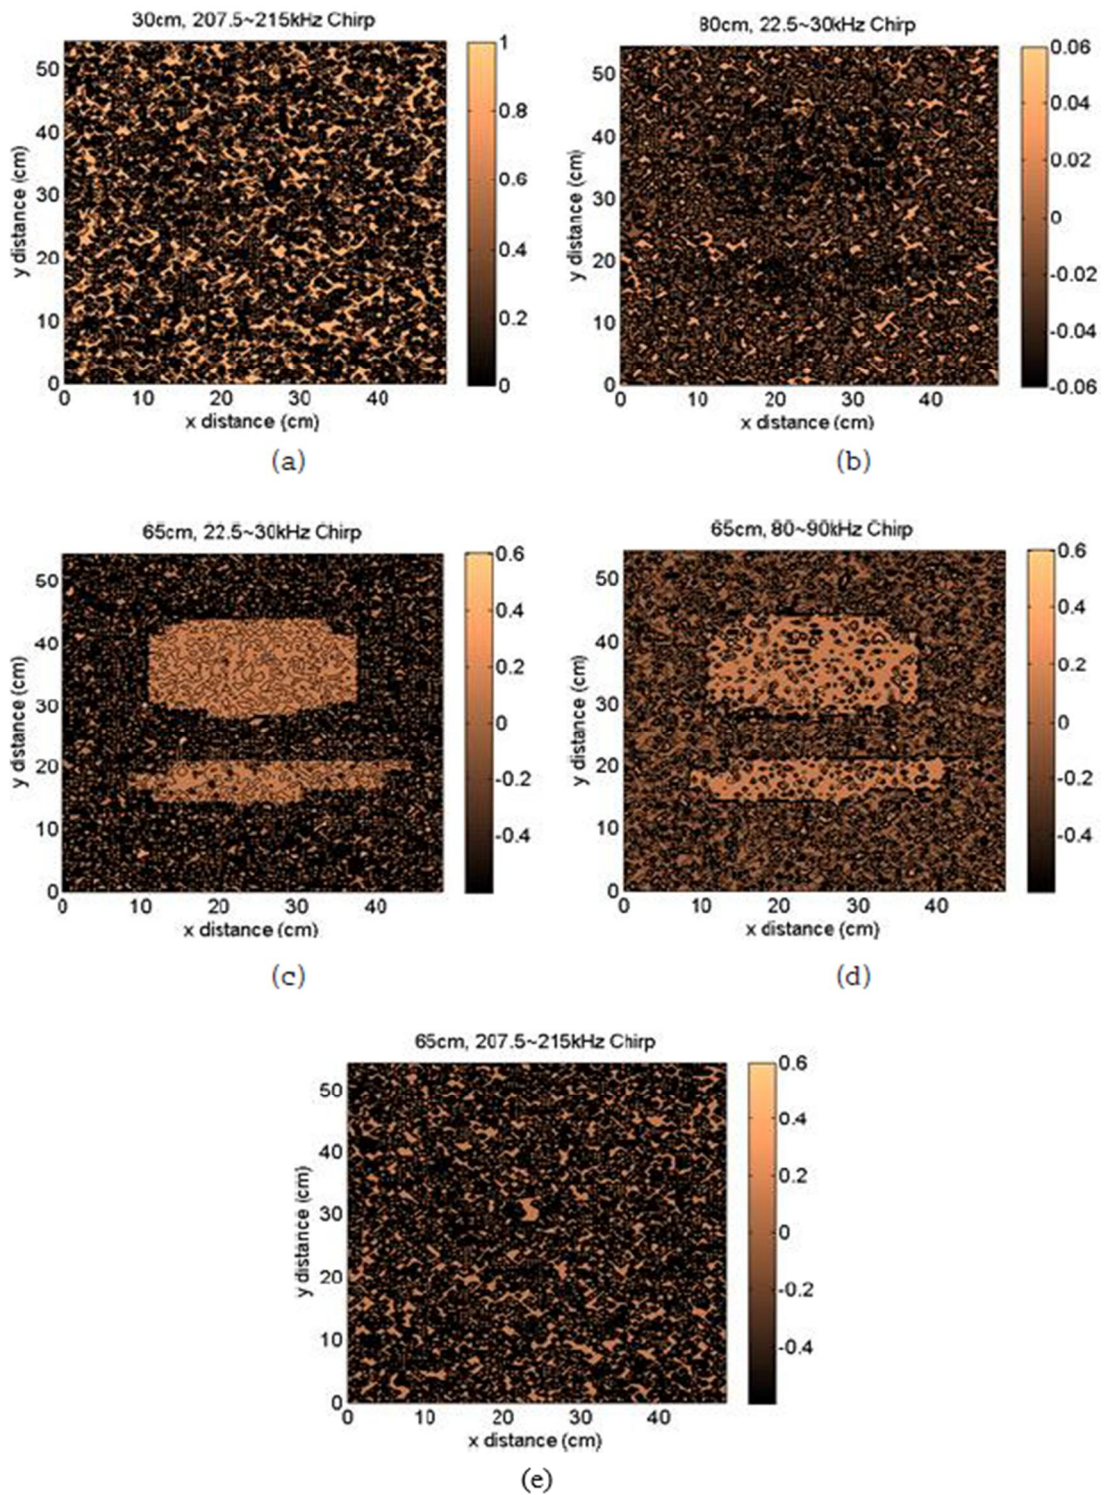 30cm, 207.5~215kHz Chirp
y distance (cm)
50
40
30
20
10
0
0 10 20 30 40
x distance (cm)
1
0.8
0.6
0.4
0.2
0
(a)
80cm, 22.5~30kHz Chirp
y distance (cm)
50
40
30
20
10
0
0 10 20 30 40
x distance (cm)
0.06
0.04
0.02
0
-0.02
-0.04
-0.06
(b)
65cm, 22.5~30kHz Chirp
y distance (cm)
50
40
30
20
10
0
0 10 20 30 40
x distance (cm)
0.6
0.4
0.2
0
-0.2
-0.4
(c)
65cm, 80~90kHz Chirp
y distance (cm)
50
40
30
20
10
0
0 10 20 30 40
x distance (cm)
0.6
0.4
0.2
0
-0.2
-0.4
(d)
65cm, 207.5~215kHz Chirp
y distance (cm)
50
40
30
20
10
0
0 10 20 30 40
x distance (cm)
0.6
0.4
0.2
0
-0.2
-0.4
(e)